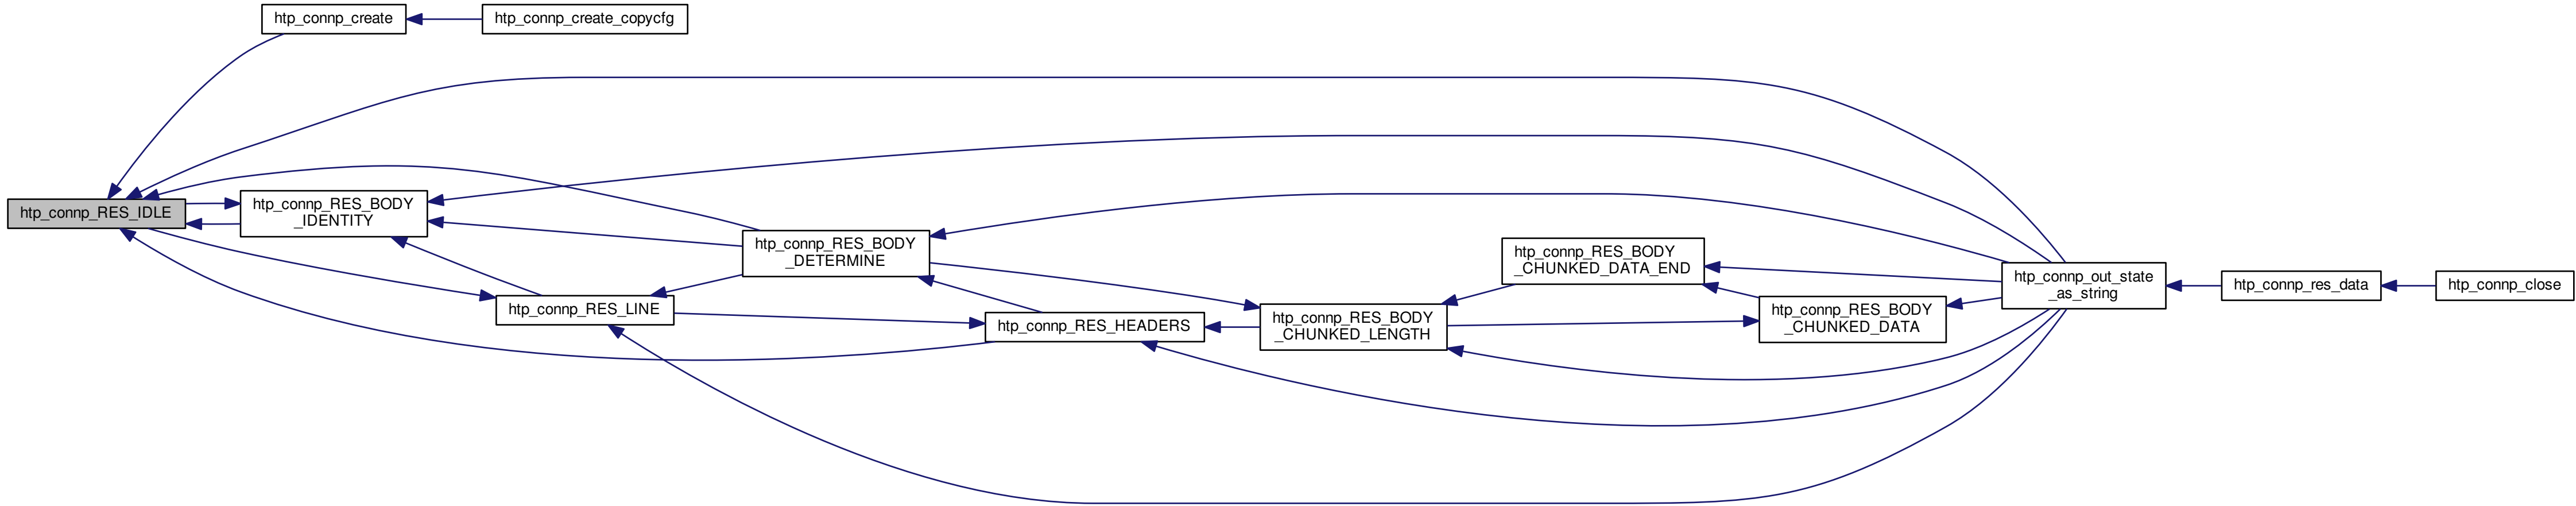 htp_connp_create
htp_connp_create_copycfg
htp_connp_RES_IDLE
htp_connp_RES_BODY
_IDENTITY
htp_connp_RES_LINE
htp_connp_RES_BODY
_DETERMINE
htp_connp_RES_HEADERS
htp_connp_RES_BODY
_CHUNKED_LENGTH
htp_connp_RES_BODY
_CHUNKED_DATA_END
htp_connp_RES_BODY
_CHUNKED_DATA
htp_connp_out_state
_as_string
htp_connp_res_data
htp_connp_close